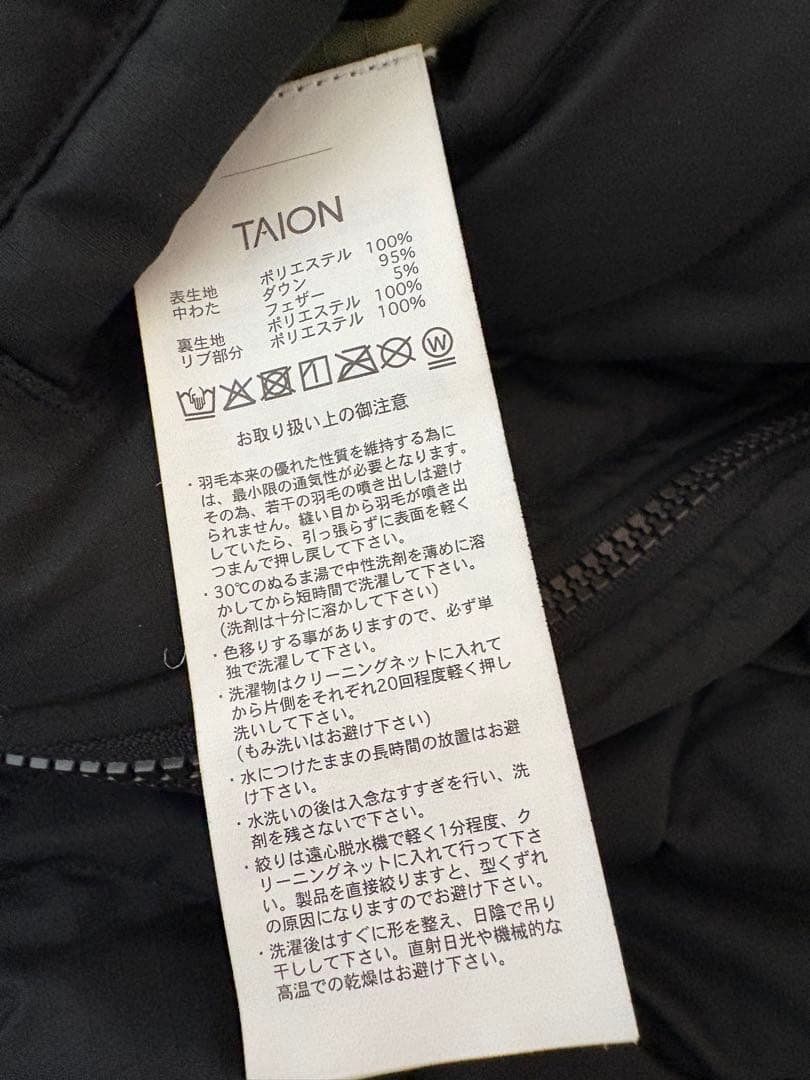 TAION
表生地 ポリエステル 100%
中わた ダウン 95%
フェザー 5%
裏生地 ポリエステル 100%
リブ部分 ポリエステル 100%
W
お取り扱い上の御注意
・羽毛本来の優れた性質を維持する為に
は、最小限の通気性が必要となります。
その為、若干の羽毛の噴き出しは避け
られません。縫い目から羽毛が噴き出
していたら、引っ張らずに表面を軽く
つまんで押し戻して下さい。
・30℃のぬるま湯で中性洗剤を薄めに溶
かしてから短時間で洗濯して下さい。
(洗剤は十分に溶かして下さい)
・色移りする事がありますので、必ず単
独で洗濯して下さい。
・洗濯物はクリーニングネットに入れて
から片側をそれぞれ20回程度軽く押し
洗いして下さい。
(もみ洗いはお避け下さい)
・水につけたままの長時間の放置はお避
け下さい。
・水洗いの後は入念なすすぎを行い、洗
剤を残さないで下さい。
・絞りは遠心脱水機で軽く1分程度、ク
リーニングネットに入れて行って下さ
い。製品を直接絞りますと、型くずれ
の原因になりますのでお避け下さい。
・洗濯後はすぐに形を整え、日陰で吊り
干しして下さい。直射日光や機械的な
高温での乾燥はお避け下さい。